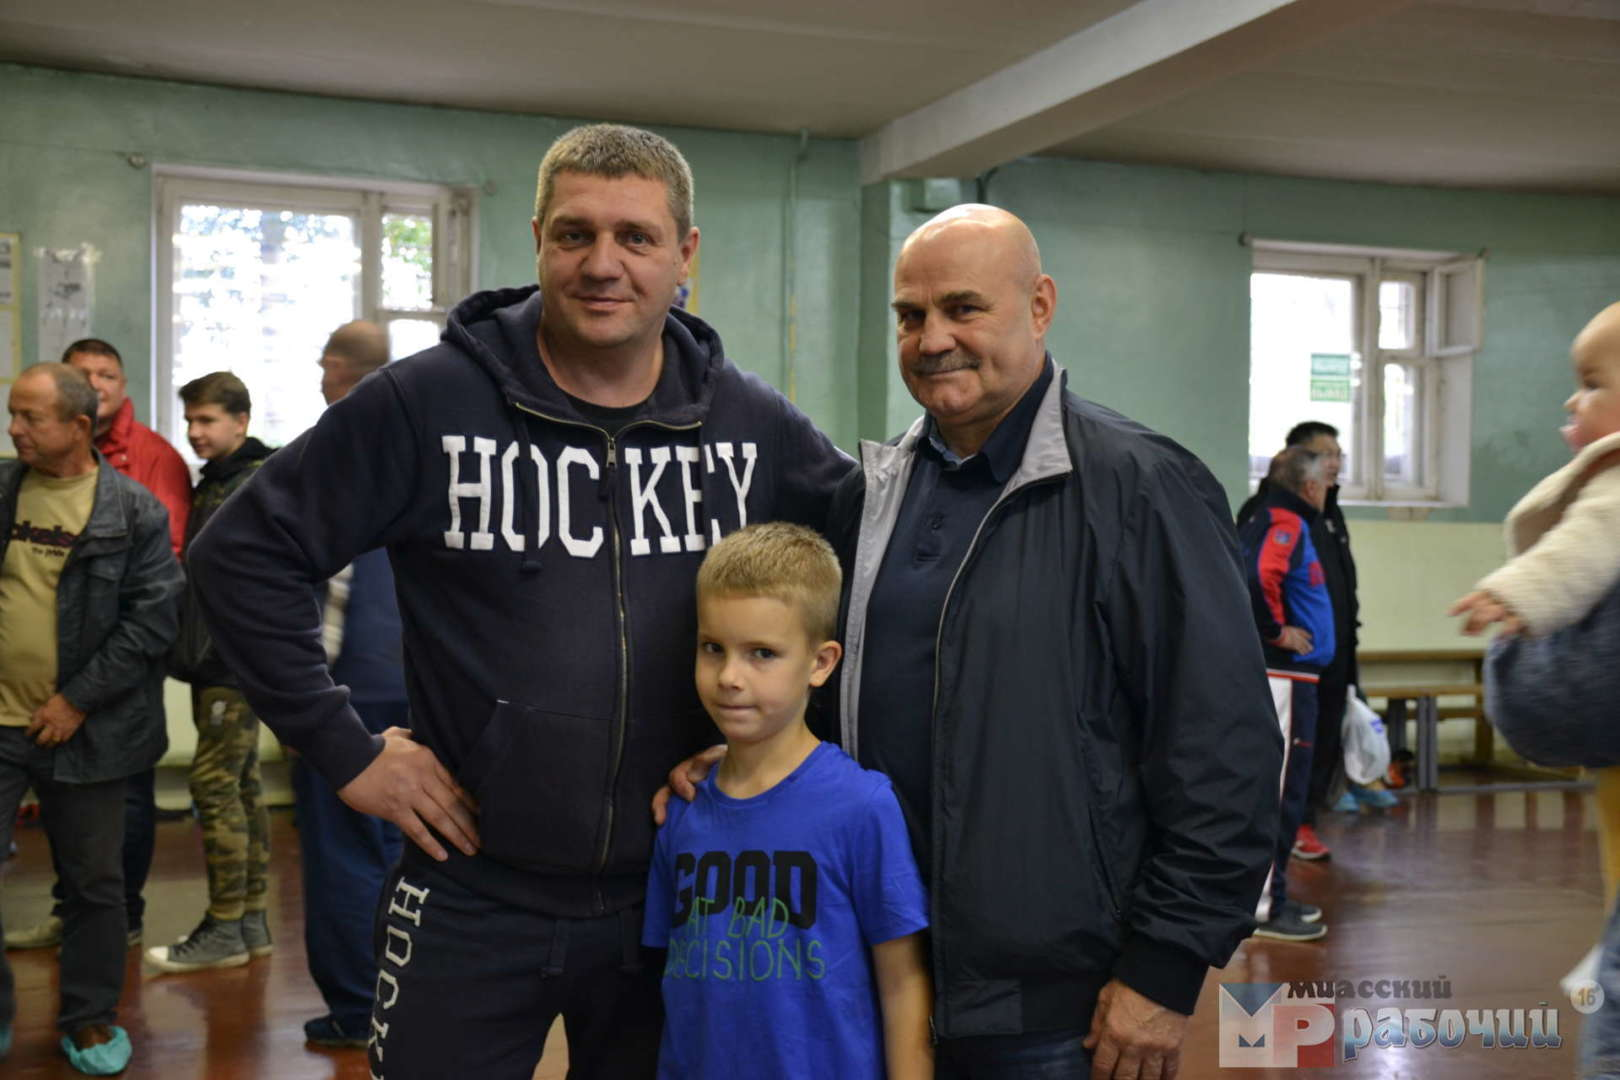 HOCKEY
GOOD
AT BAD
DECISIONS
HOCK
МР Миасский
рабочий
16